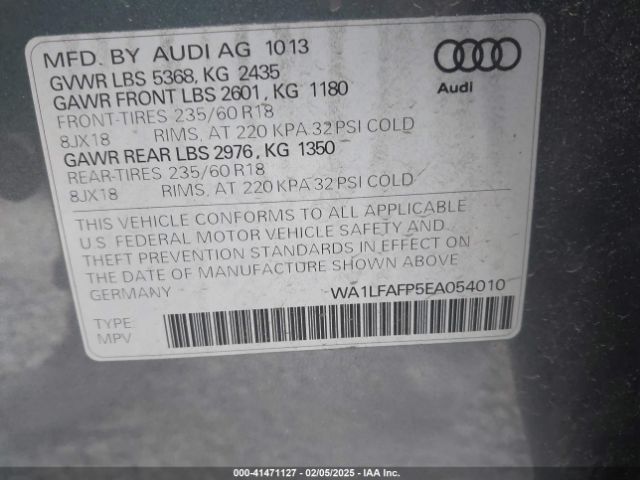 MFD. BY AUDI AG 1013
GVWR LBS 5368, KG 2435
GAWR FRONT LBS 2601, KG 1180
FRONT-TIRES 235/60 R18
8JX18 RIMS, AT 220 KPA 32 PSI COLD
GAWR REAR LBS 2976, KG 1350
REAR-TIRES 235/60 R18
8JX18 RIMS, AT 220 KPA 32 PSI COLD
Audi
THIS VEHICLE CONFORMS TO ALL APPLICABLE
U.S. FEDERAL MOTOR VEHICLE SAFETY AND
THEFT PREVENTION STANDARDS IN EFFECT ON
THE DATE OF MANUFACTURE SHOWN ABOVE
GERMANY WA1LFAFP5EA054010
TYPE:
MPV
000-41471127 - 02/05/2025 - IAA Inc.